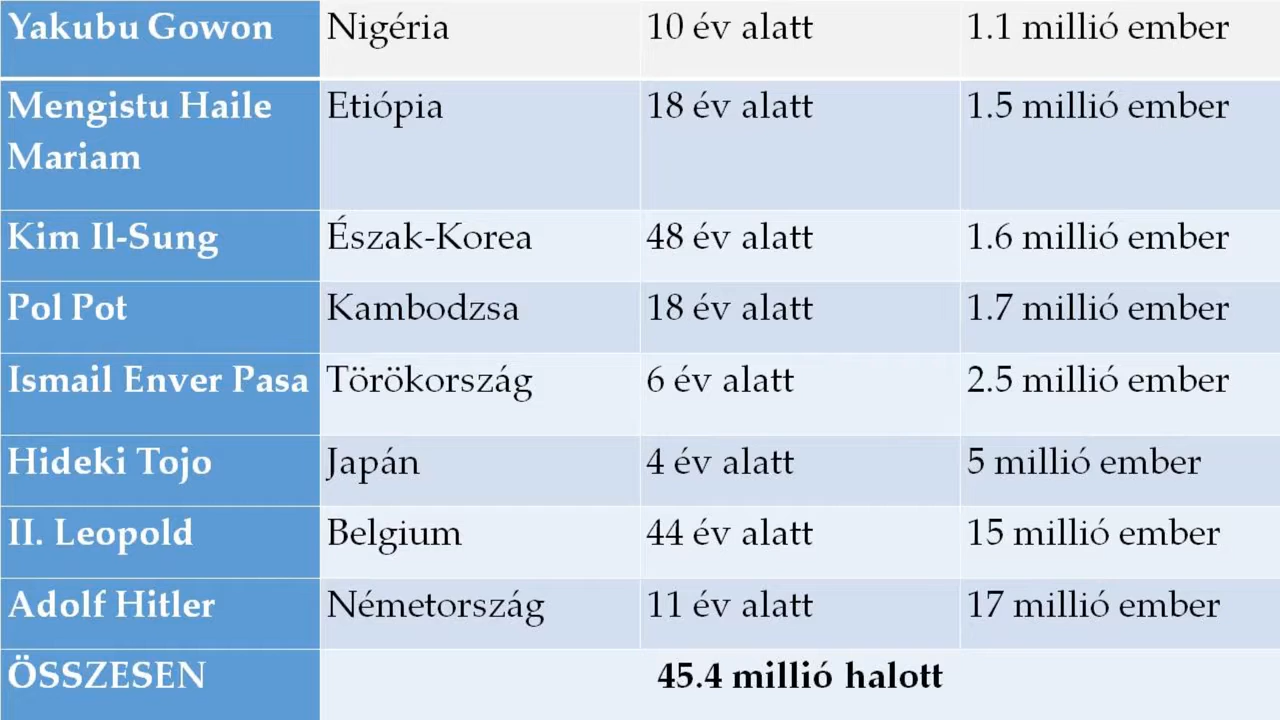 Yakubu Gowon Nigéria 10 év alatt 1.1 millió ember
Mengistu Haile Etiópia 18 év alatt 1.5 millió ember
Mariam
Kim Il-Sung Észak-Korea 48 év alatt 1.6 millió ember
Pol Pot Kambodzsa 18 év alatt 1.7 millió ember
Ismail Enver Pasa Törökország 6 év alatt 2.5 millió ember
Hideki Tojo Japán 4 év alatt 5 millió ember
II. Leopold Belgium 44 év alatt 15 millió ember
Adolf Hitler Németország 11 év alatt 17 millió ember
ÖSSZESEN 45.4 millió halott